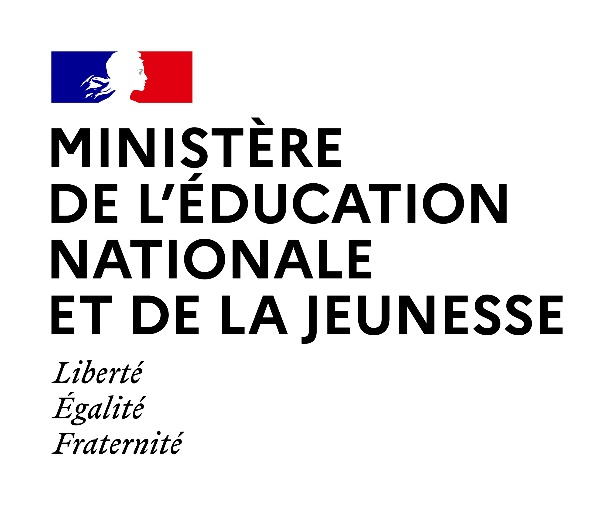 MINISTÈRE
DE L’ÉDUCATION
NATIONALE
ET DE LA JEUNESSE
Liberté
Égalité
Fraternité